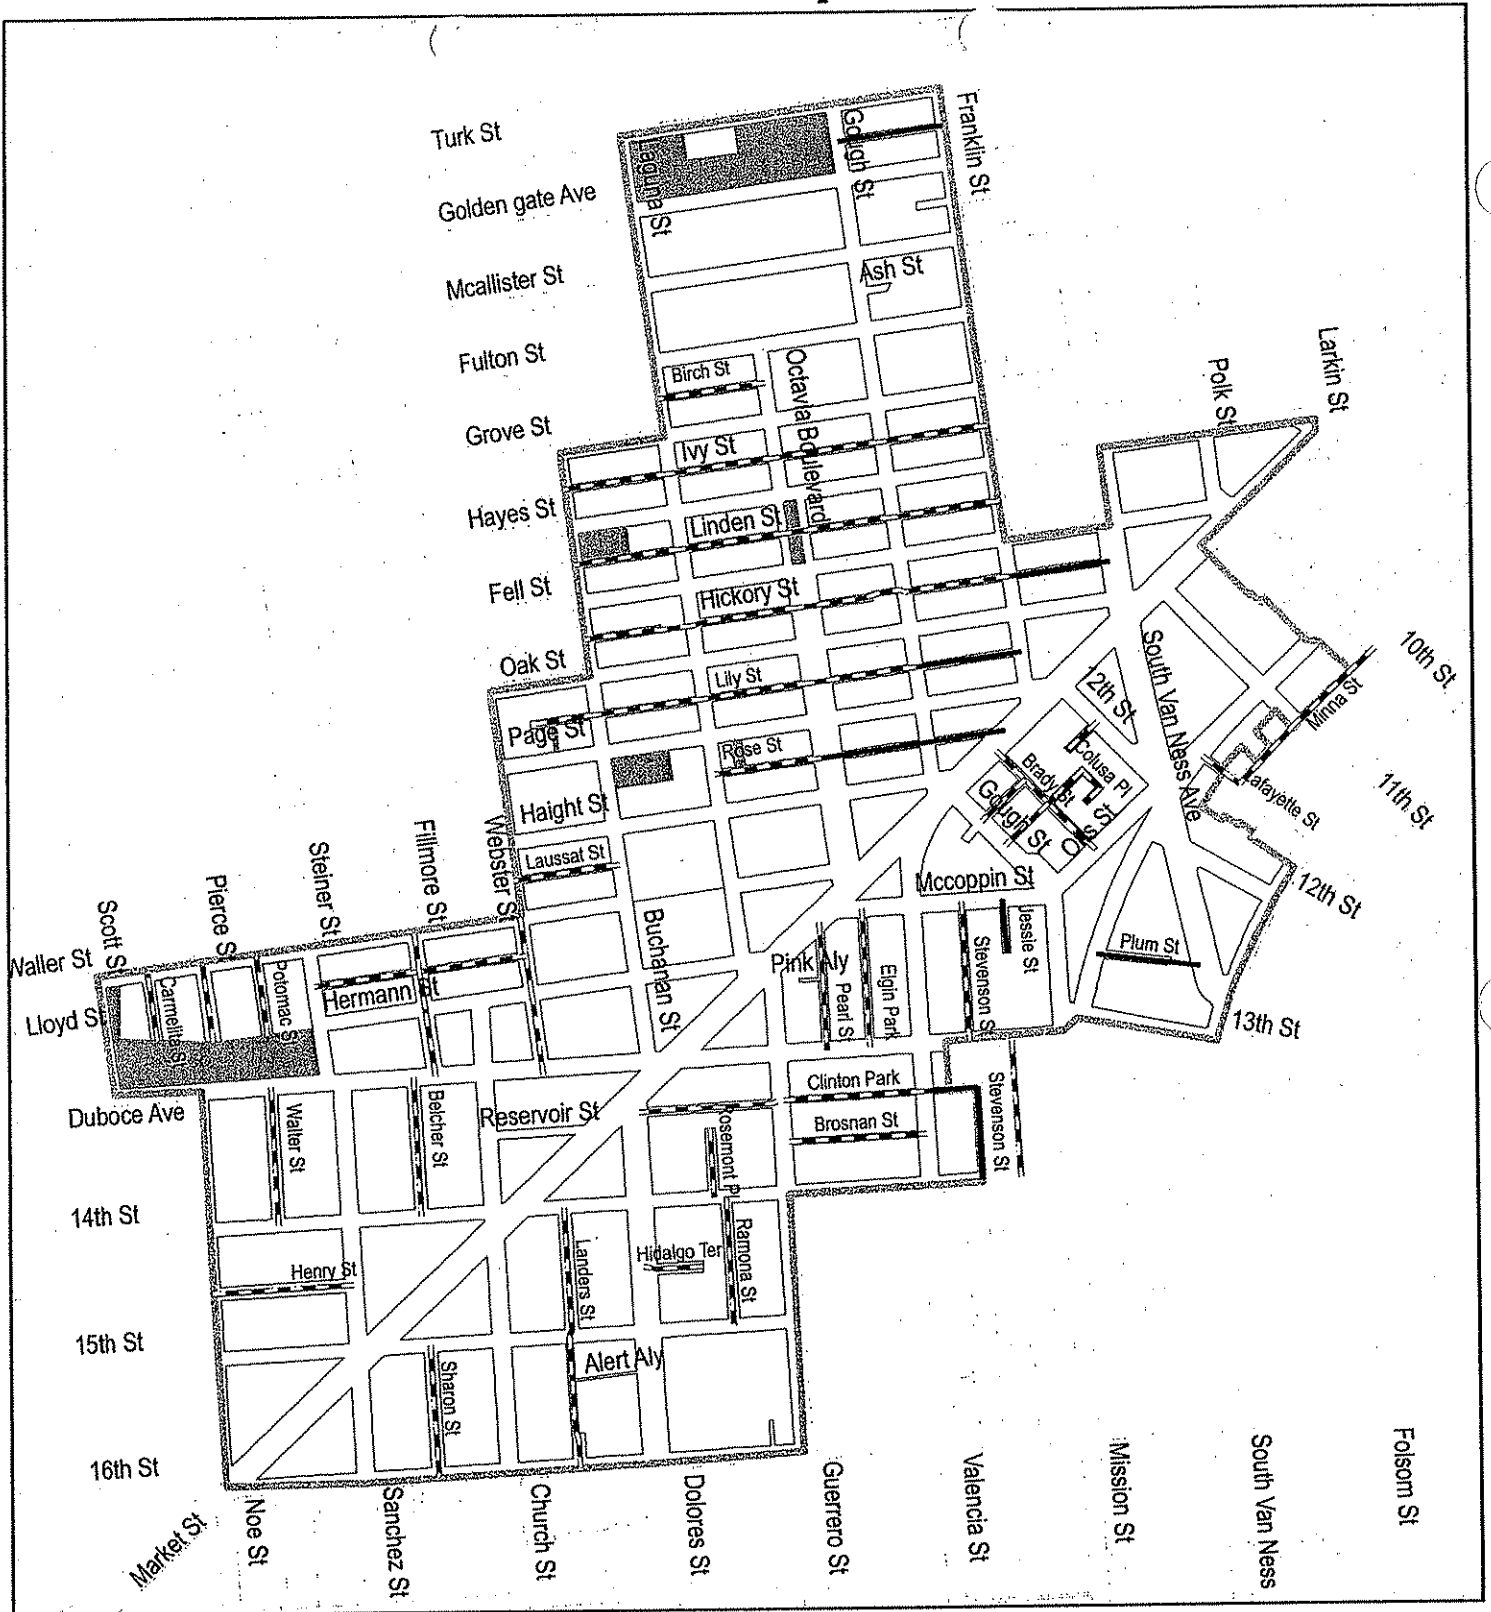 Turk St
Golden gate Ave
Mcallister St
Fulton St
Grove St
Hayes St
Fell St
Oak St
Page St
Haight St
Laussat St
Laguna St
Gough St
Franklin St
Ash St
Birch St
Octavia Boulevard
Ivy St
Linden St
Hickory St
Lily St
Rose St
Polk St
Larkin St
10th St
Minna St
South Van Ness Ave
12th St
Colusa Pl
Brady St
Gough St
Otis St
Lafayette St
11th St
12th St
Mccoppin St
Jessie St
Stevenson St
Plum St
13th St
Pink Aly
Pearl St
Elgin Park
Buchanan St
Webster St
Fillmore St
Steiner St
Pierce St
Scott St
Waller St
Lloyd St
Carmelita St
Potomac St
Hermann St
Duboce Ave
Walter St
Belcher St
Reservoir St
Rosemont Pl
Clinton Park
Brosnan St
Stevenson St
14th St
Henry St
Landers St
Hidalgo Ter
Ramona St
15th St
Sharon St
Alert Aly
16th St
Market St
Noe St
Sanchez St
Church St
Dolores St
Guerrero St
Valencia St
Mission St
South Van Ness
Folsom St